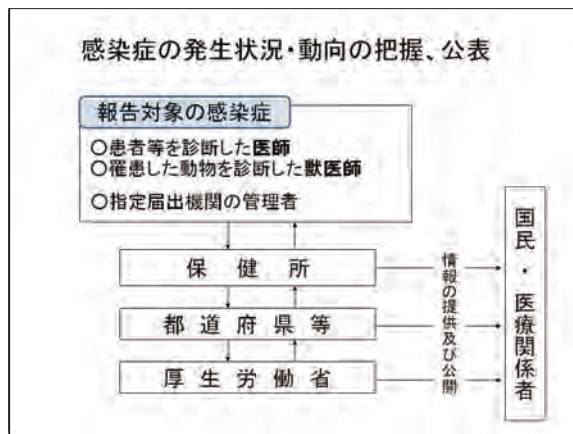 感染症の発生状況・動向の把握、公表
報告対象の感染症
○患者等を診断した医師
○罹患した動物を診断した獣医師
○指定届出機関の管理者
保健所
都道府県等
厚生労働省
情報の提供及び公開
国民・医療関係者